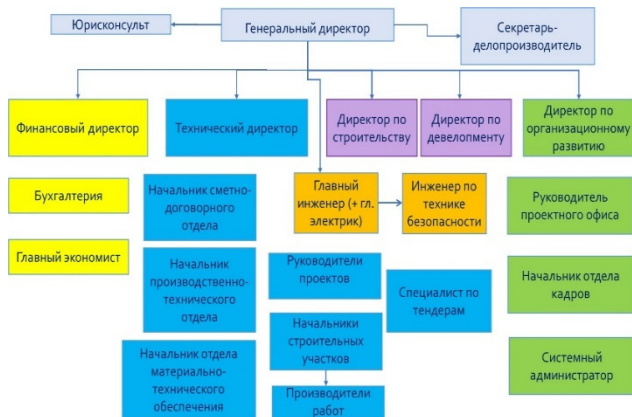 Юрисконсульт
Генеральный директор
Секретарь-
делопроизводитель
Финансовый директор
Технический директор
Директор по
строительству
Директор по
девелопменту
Директор по
организационному
развитию
Бухгалтерия
Начальник сметно-
договорного
отдела
Главный
инженер (+ гл.
электрик)
Инженер по
технике
безопасности
Руководитель
проектного офиса
Главный экономист
Начальник
производственно-
технического
отдела
Руководители
проектов
Специалист по
тендерам
Начальник отдела
кадров
Начальники
строительных
участков
Начальник отдела
материально-
технического
обеспечения
Производители
работ
Системный
администратор